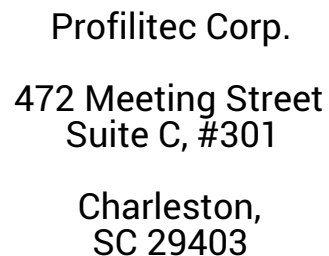 Profilitec Corp.
472 Meeting Street
Suite C, #301
Charleston,
SC 29403